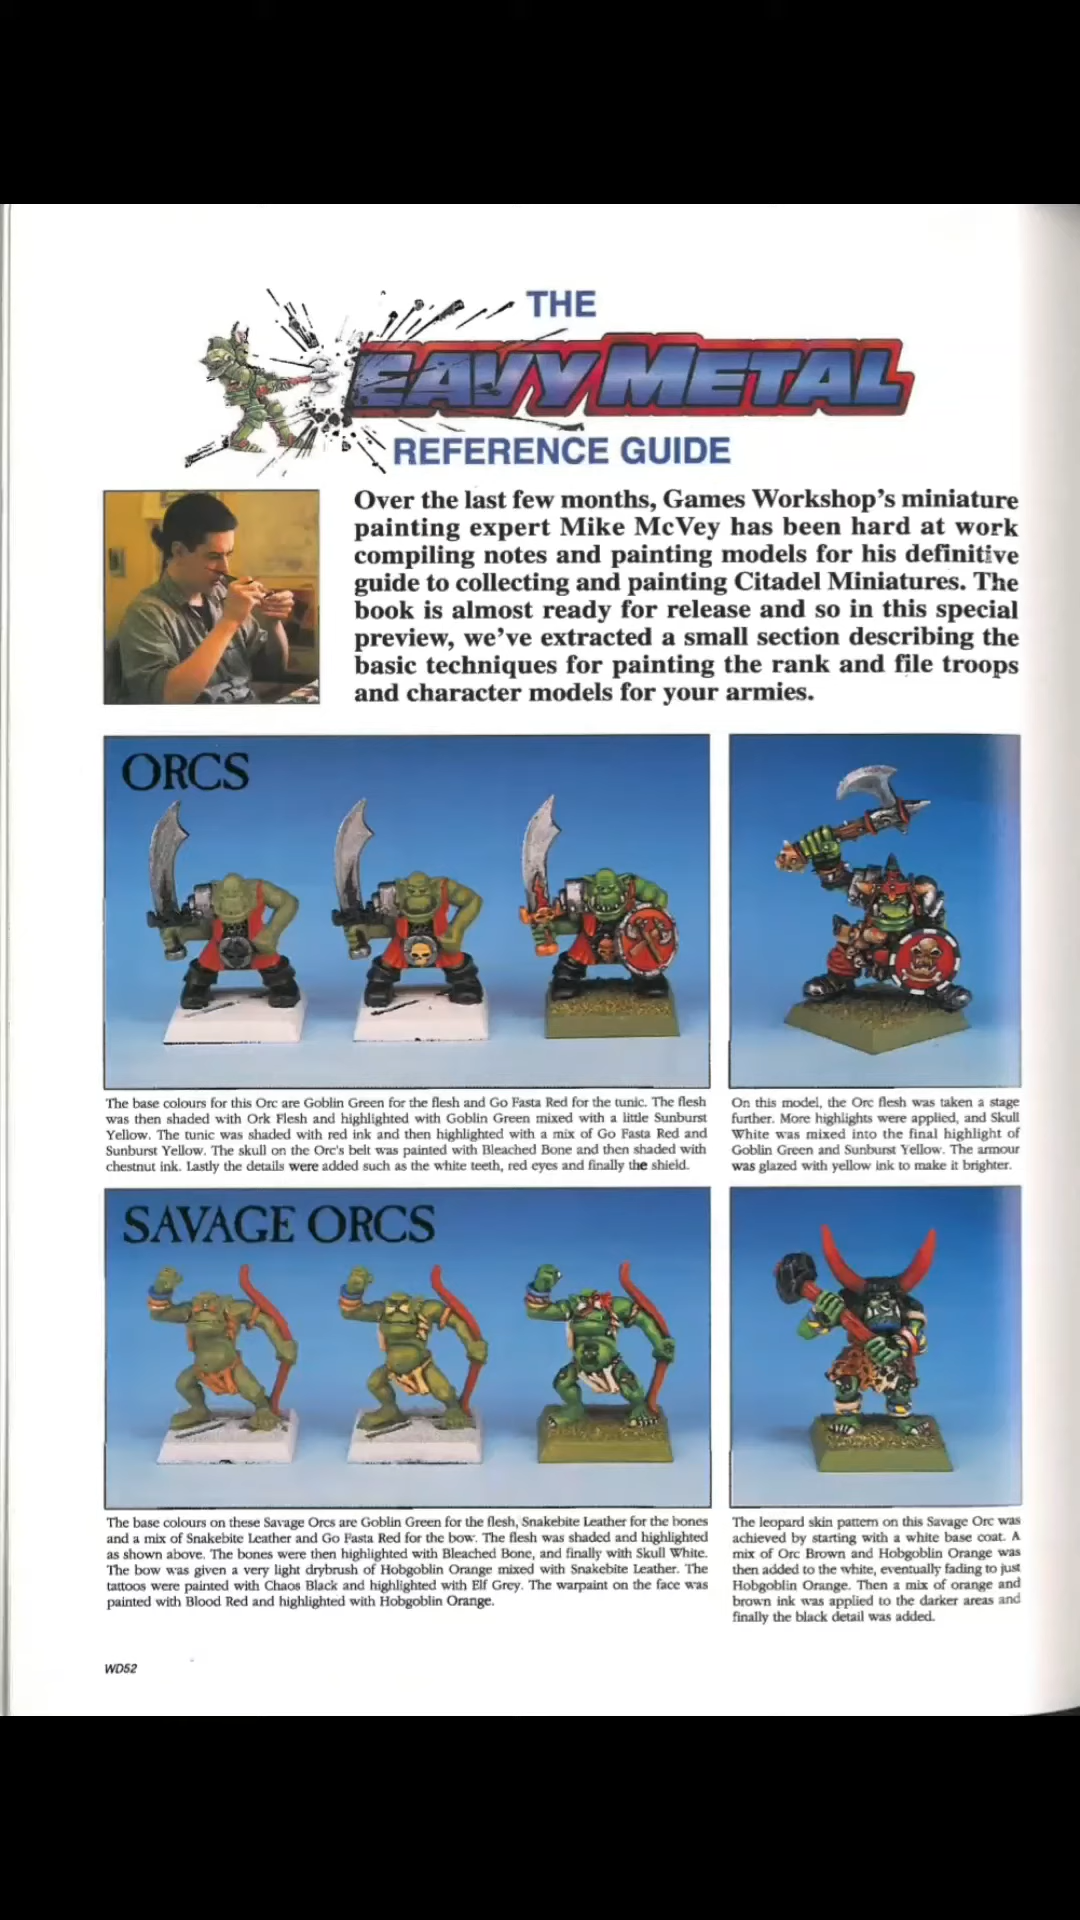 THE
EAVY METAL
REFERENCE GUIDE
Over the last few months, Games Workshop's miniature
painting expert Mike McVey has been hard at work
compiling notes and painting models for his definitive
guide to collecting and painting Citadel Miniatures. The
book is almost ready for release and so in this special
preview, we've extracted a small section describing the
basic techniques for painting the rank and file troops
and character models for your armies.
ORCS
The base colours for this Orc are Goblin Green for the flesh and Go Fasta Red for the tunic. The flesh
was then shaded with Ork Flesh and highlighted with Goblin Green mixed with a little Sunburst
Yellow. The tunic was shaded with red ink and then highlighted with a mix of Go Fasta Red and
Sunburst Yellow. The skull on the Orc's belt was painted with Bleached Bone and then shaded with
chestnut ink. Lastly the details were added such as the white teeth, red eyes and finally the shield.
On this model, the Orc flesh was taken a stage
further. More highlights were applied, and Skull
White was mixed into the final highlight of
Goblin Green and Sunburst Yellow. The armour
was glazed with yellow ink to make it brighter.
SAVAGE ORCS
The base colours on these Savage Orcs are Goblin Green for the flesh, Snakebite Leather for the bones
and a mix of Snakebite Leather and Go Fasta Red for the bow. The flesh was shaded and highlighted
as shown above. The bones were then highlighted with Bleached Bone, and finally with Skull White.
The bow was given a very light drybrush of Hobgoblin Orange mixed with Snakebite Leather. The
tattoos were painted with Chaos Black and highlighted with Elf Grey. The warpaint on the face was
painted with Blood Red and highlighted with Hobgoblin Orange.
The leopard skin pattern on this Savage Orc was
achieved by starting with a white base coat. A
mix of Orc Brown and Hobgoblin Orange was
then added to the white, eventually fading to just
Hobgoblin Orange. Then a mix of orange and
brown ink was applied to the darker areas and
finally the black detail was added.
WD52